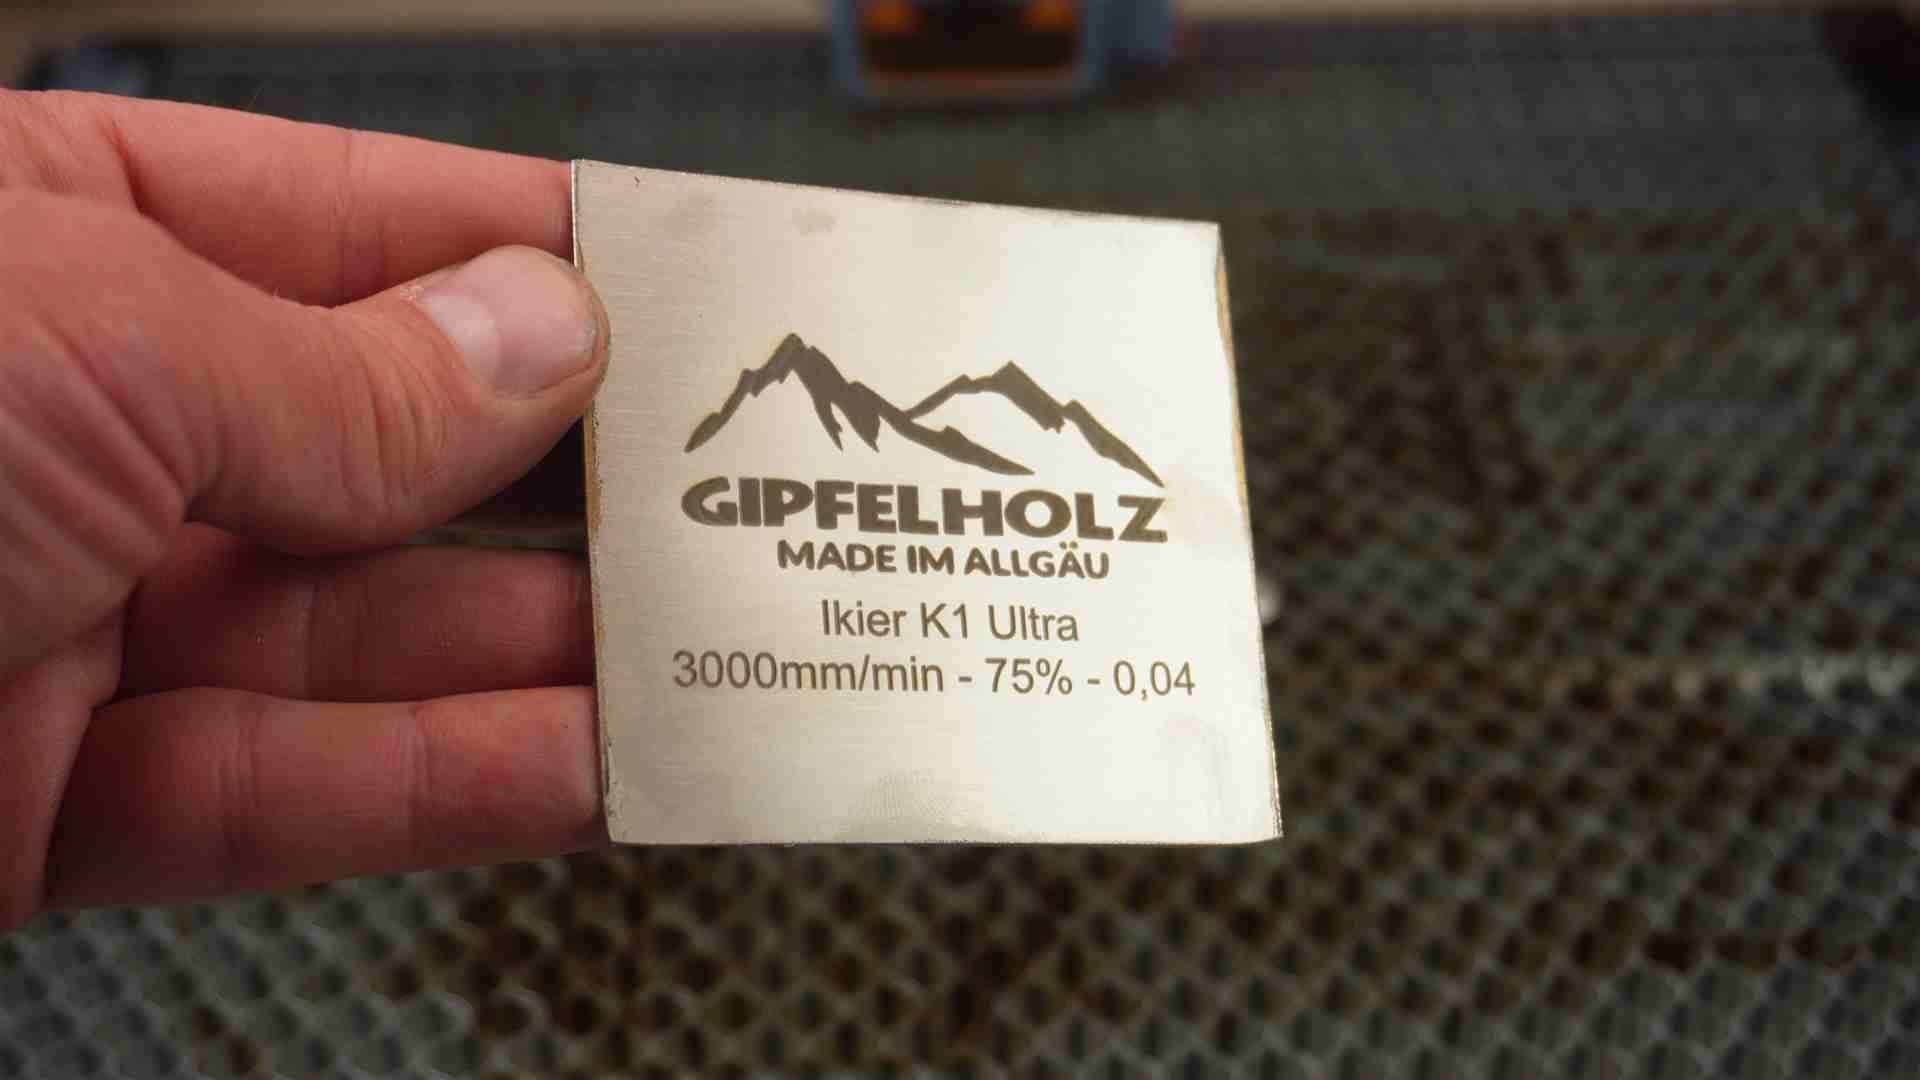 GIPFELHOLZ
MADE IM ALLGÄU
Ikier K1 Ultra
3000mm/min - 75% - 0,04